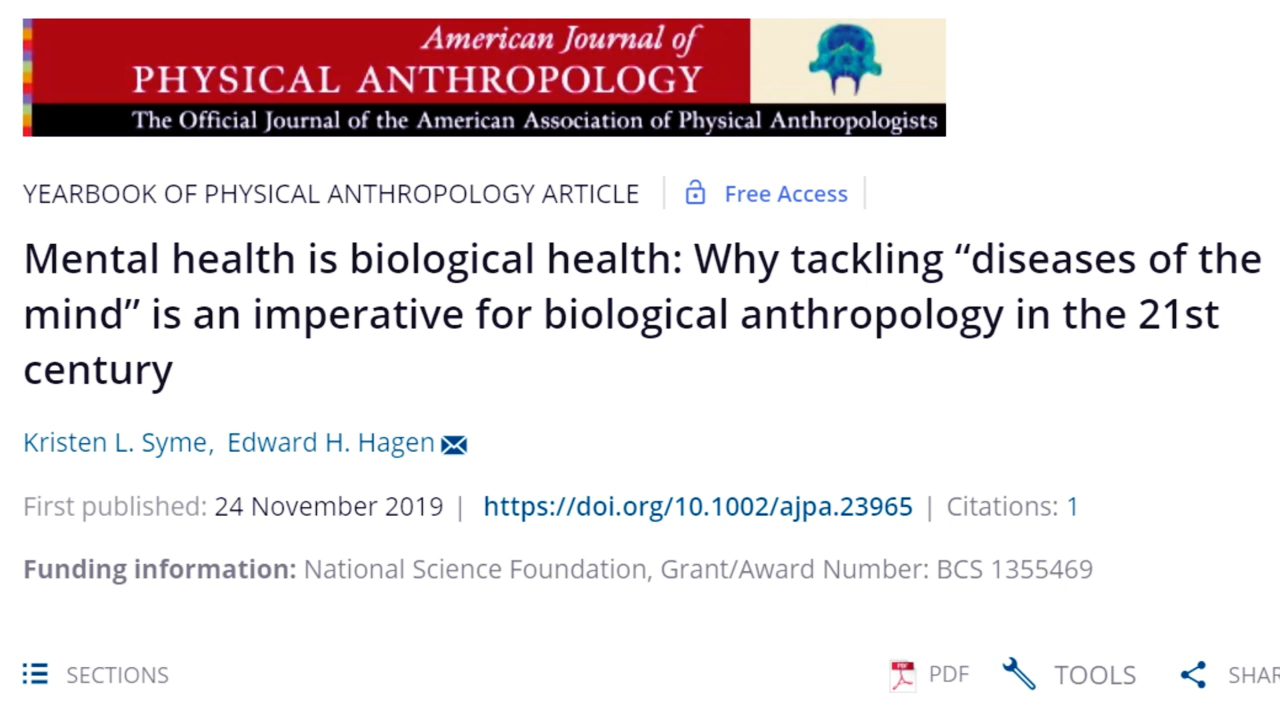 American Journal of
PHYSICAL ANTHROPOLOGY
The Official Journal of the American Association of Physical Anthropologists
YEARBOOK OF PHYSICAL ANTHROPOLOGY ARTICLE | Free Access |
Mental health is biological health: Why tackling “diseases of the
mind” is an imperative for biological anthropology in the 21st
century
Kristen L. Syme, Edward H. Hagen
First published: 24 November 2019 | https://doi.org/10.1002/ajpa.23965 | Citations: 1
Funding information: National Science Foundation, Grant/Award Number: BCS 1355469
SECTIONS PDF TOOLS SHAR